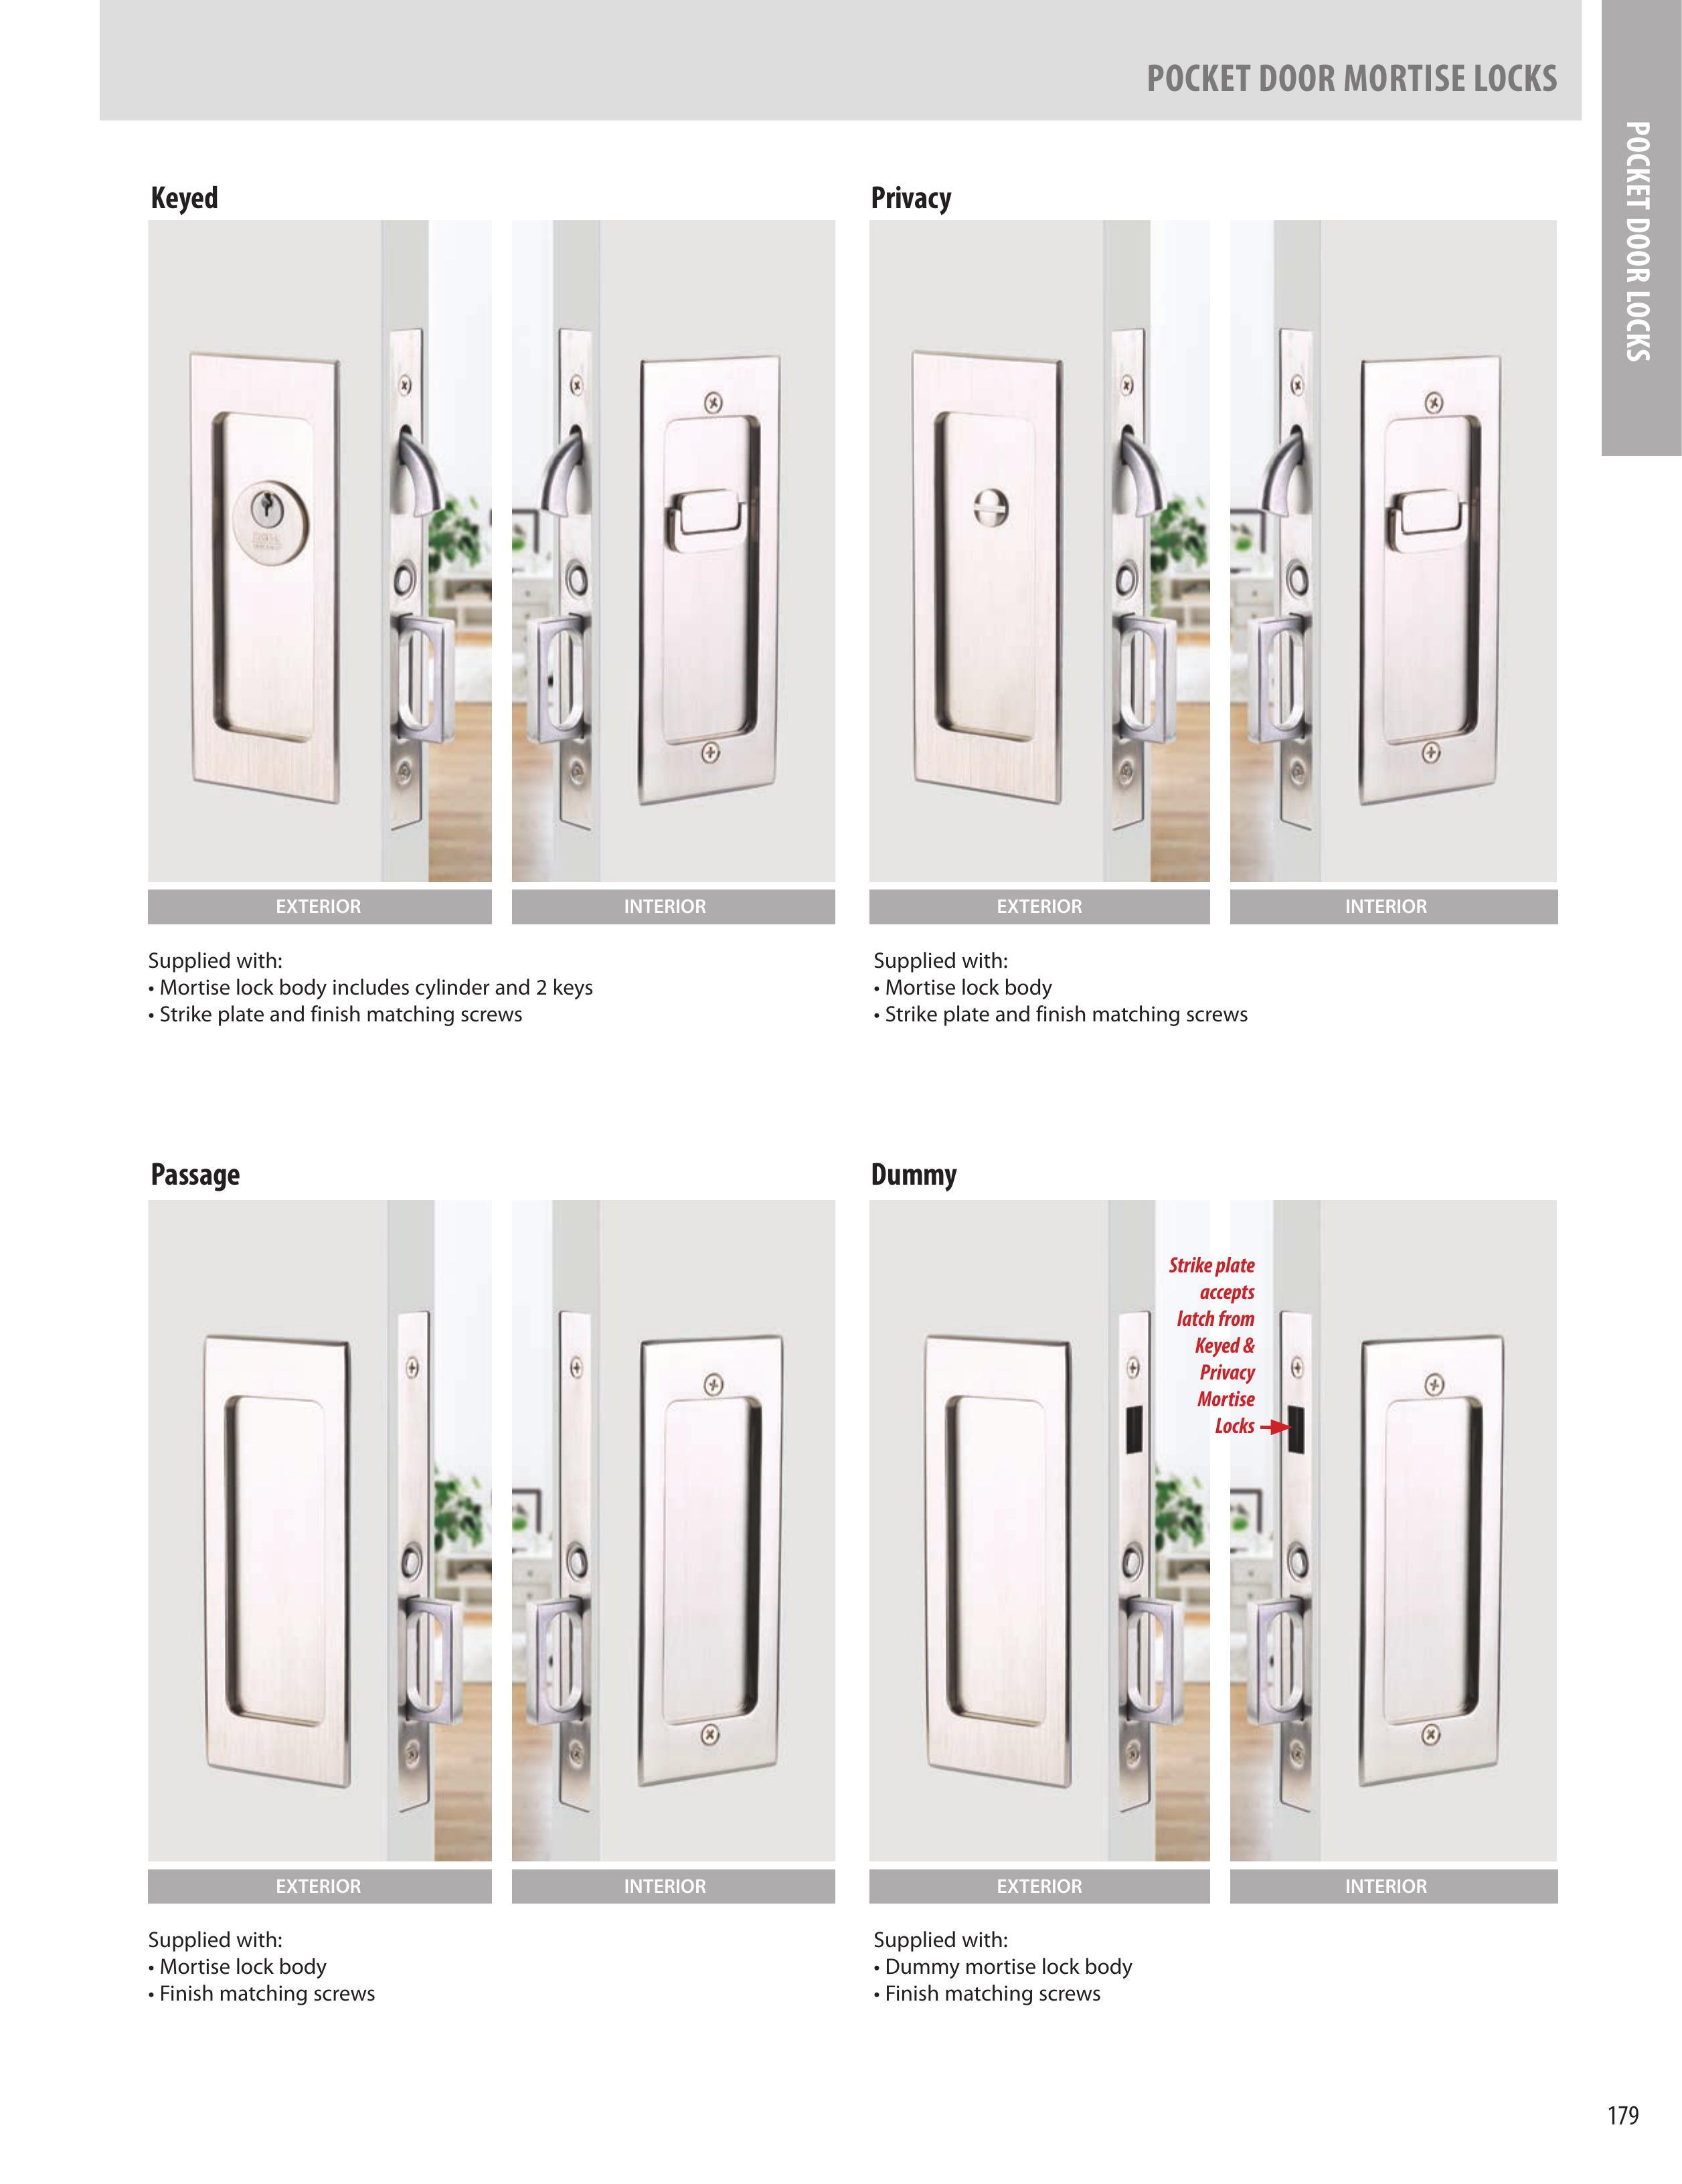 POCKET DOOR MORTISE LOCKS
POCKET DOOR LOCKS
Keyed
EXTERIOR
INTERIOR
Supplied with:
• Mortise lock body includes cylinder and 2 keys
• Strike plate and finish matching screws
Privacy
EXTERIOR
INTERIOR
Supplied with:
• Mortise lock body
• Strike plate and finish matching screws
Passage
EXTERIOR
INTERIOR
Supplied with:
• Mortise lock body
• Finish matching screws
Dummy
Strike plate
accepts
latch from
Keyed &
Privacy
Mortise
Locks
EXTERIOR
INTERIOR
Supplied with:
• Dummy mortise lock body
• Finish matching screws
179